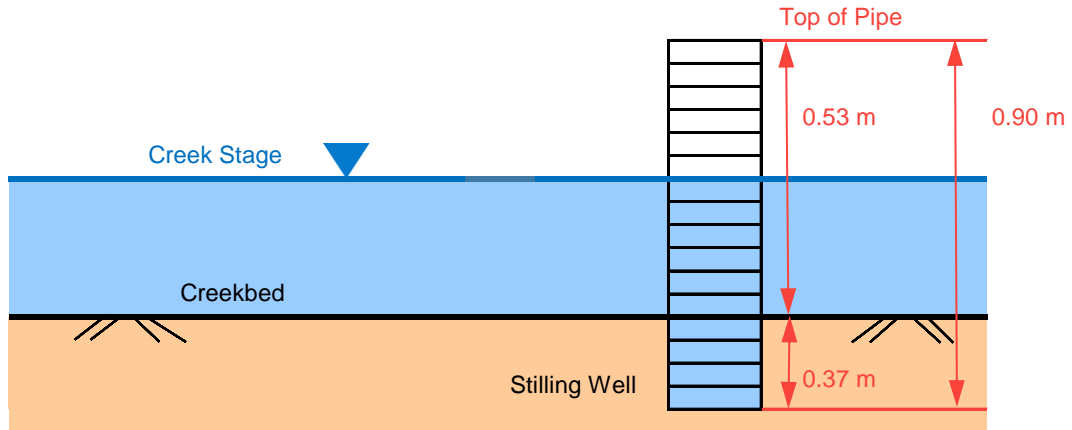 Top of Pipe
0.53 m
0.90 m
Creek Stage
Creekbed
Stilling Well
0.37 m